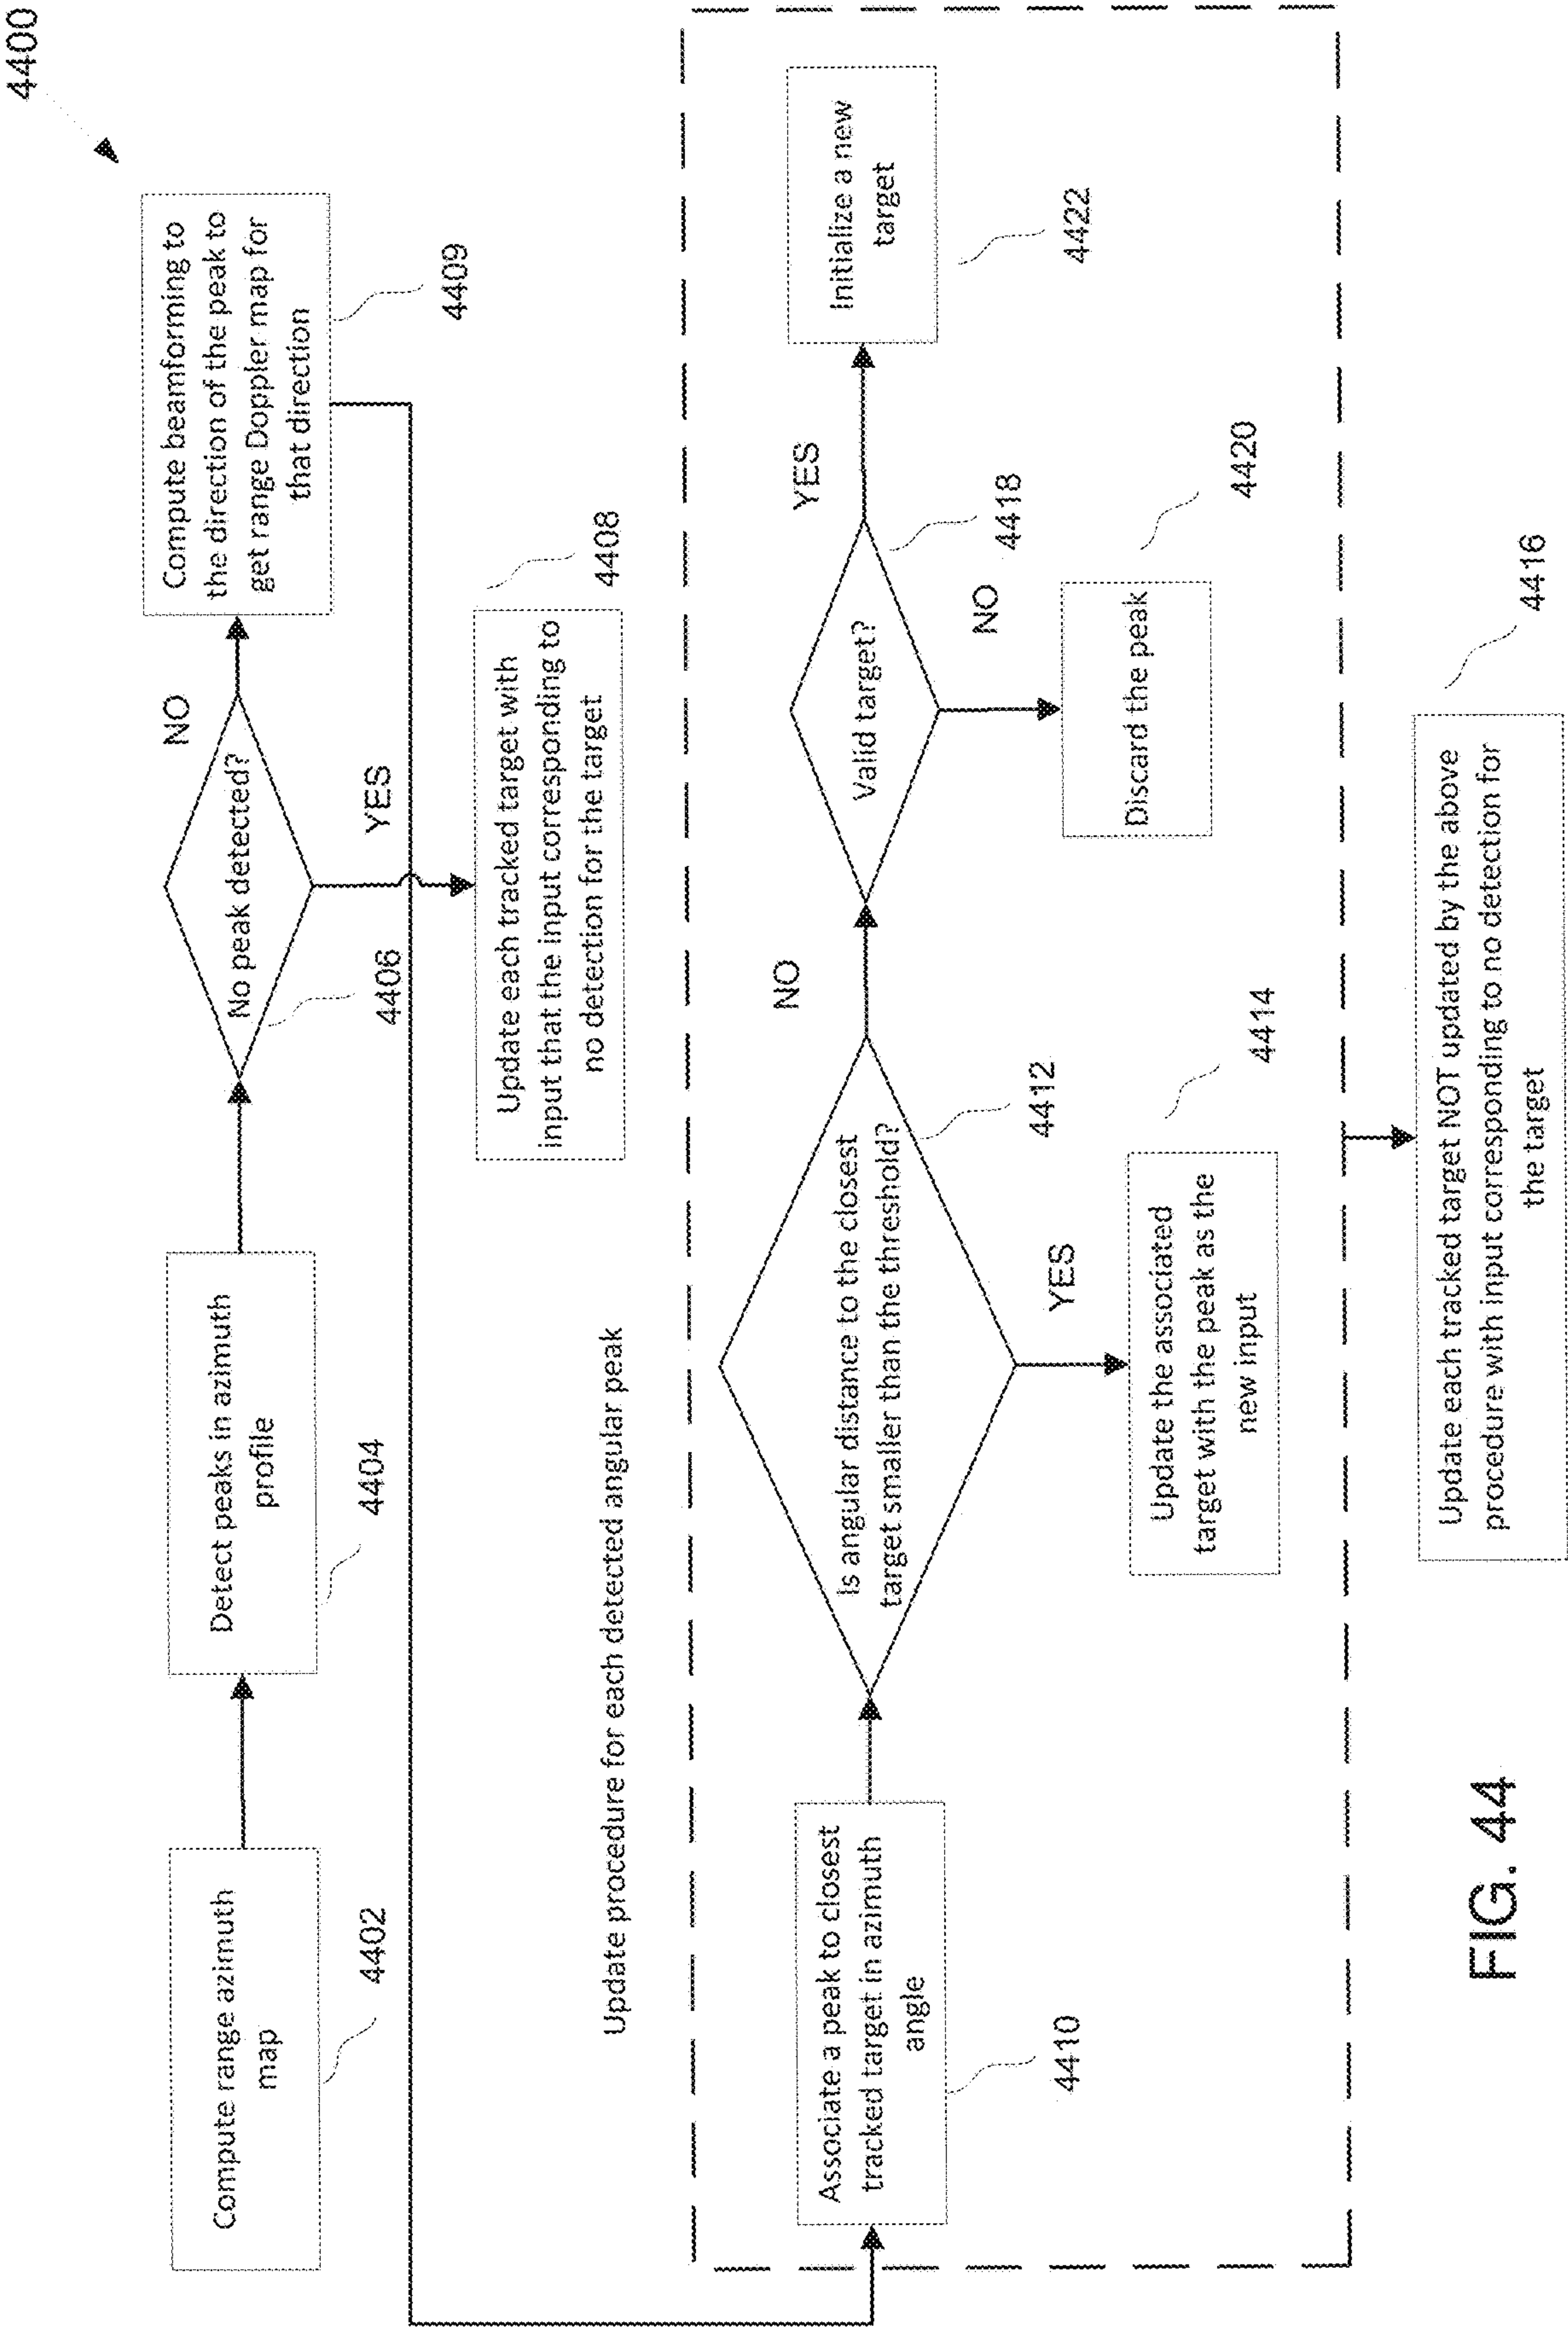 4400
Compute range azimuth
map
4402
Detect peaks in azimuth
profile
4404
No peak detected?
4406
NO
YES
Compute beamforming to
the direction of the peak to
get range Doppler map for
that direction
4409
Update each tracked target with
input that the input corresponding to
no detection for the target
4408
Update procedure for each detected angular peak
Associate a peak to closest
tracked target in azimuth
angle
4410
Is angular distance to the closest
target smaller than the threshold?
4412
NO
YES
Update the associated
target with the peak as the
new input
4414
Valid target?
4418
YES
NO
Discard the peak
4420
Initialize a new
target
4422
Update each tracked target NOT updated by the above
procedure with input corresponding to no detection for
the target
4416
FIG. 44